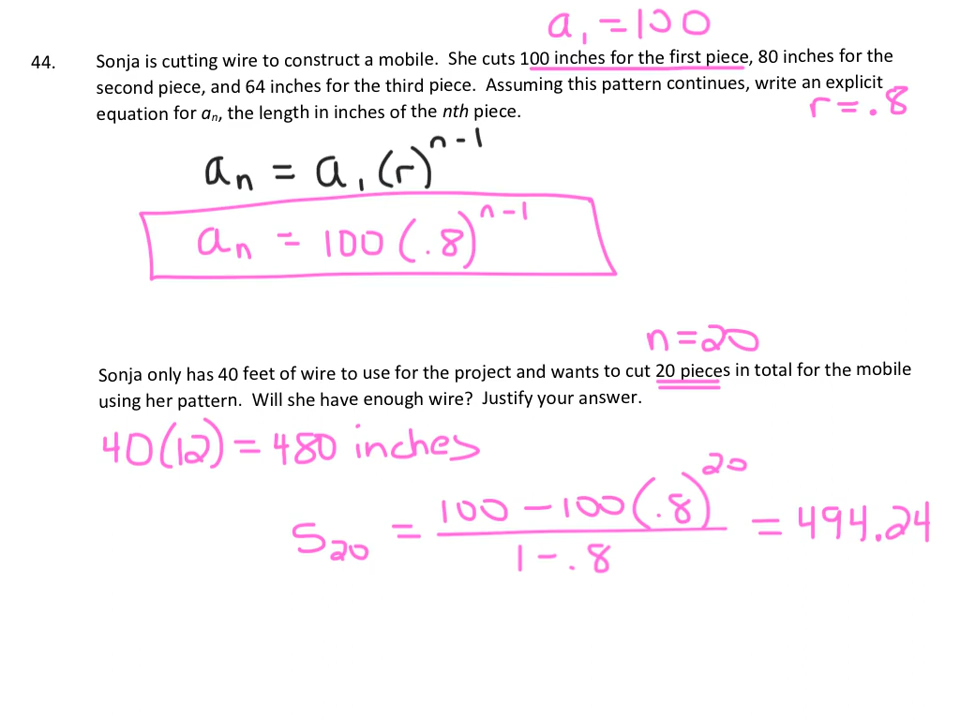 a₁ = 100
44. Sonja is cutting wire to construct a mobile. She cuts 100 inches for the first piece, 80 inches for the
second piece, and 64 inches for the third piece. Assuming this pattern continues, write an explicit
equation for aₙ, the length in inches of the nth piece.
r = .8
aₙ = a₁(r)ⁿ⁻¹
aₙ = 100(.8)ⁿ⁻¹
n = 20
Sonja only has 40 feet of wire to use for the project and wants to cut 20 pieces in total for the mobile
using her pattern. Will she have enough wire? Justify your answer.
40(12) = 480 inches
S₂₀ = (100 - 100(.8)²⁰) / (1 - .8) = 494.24